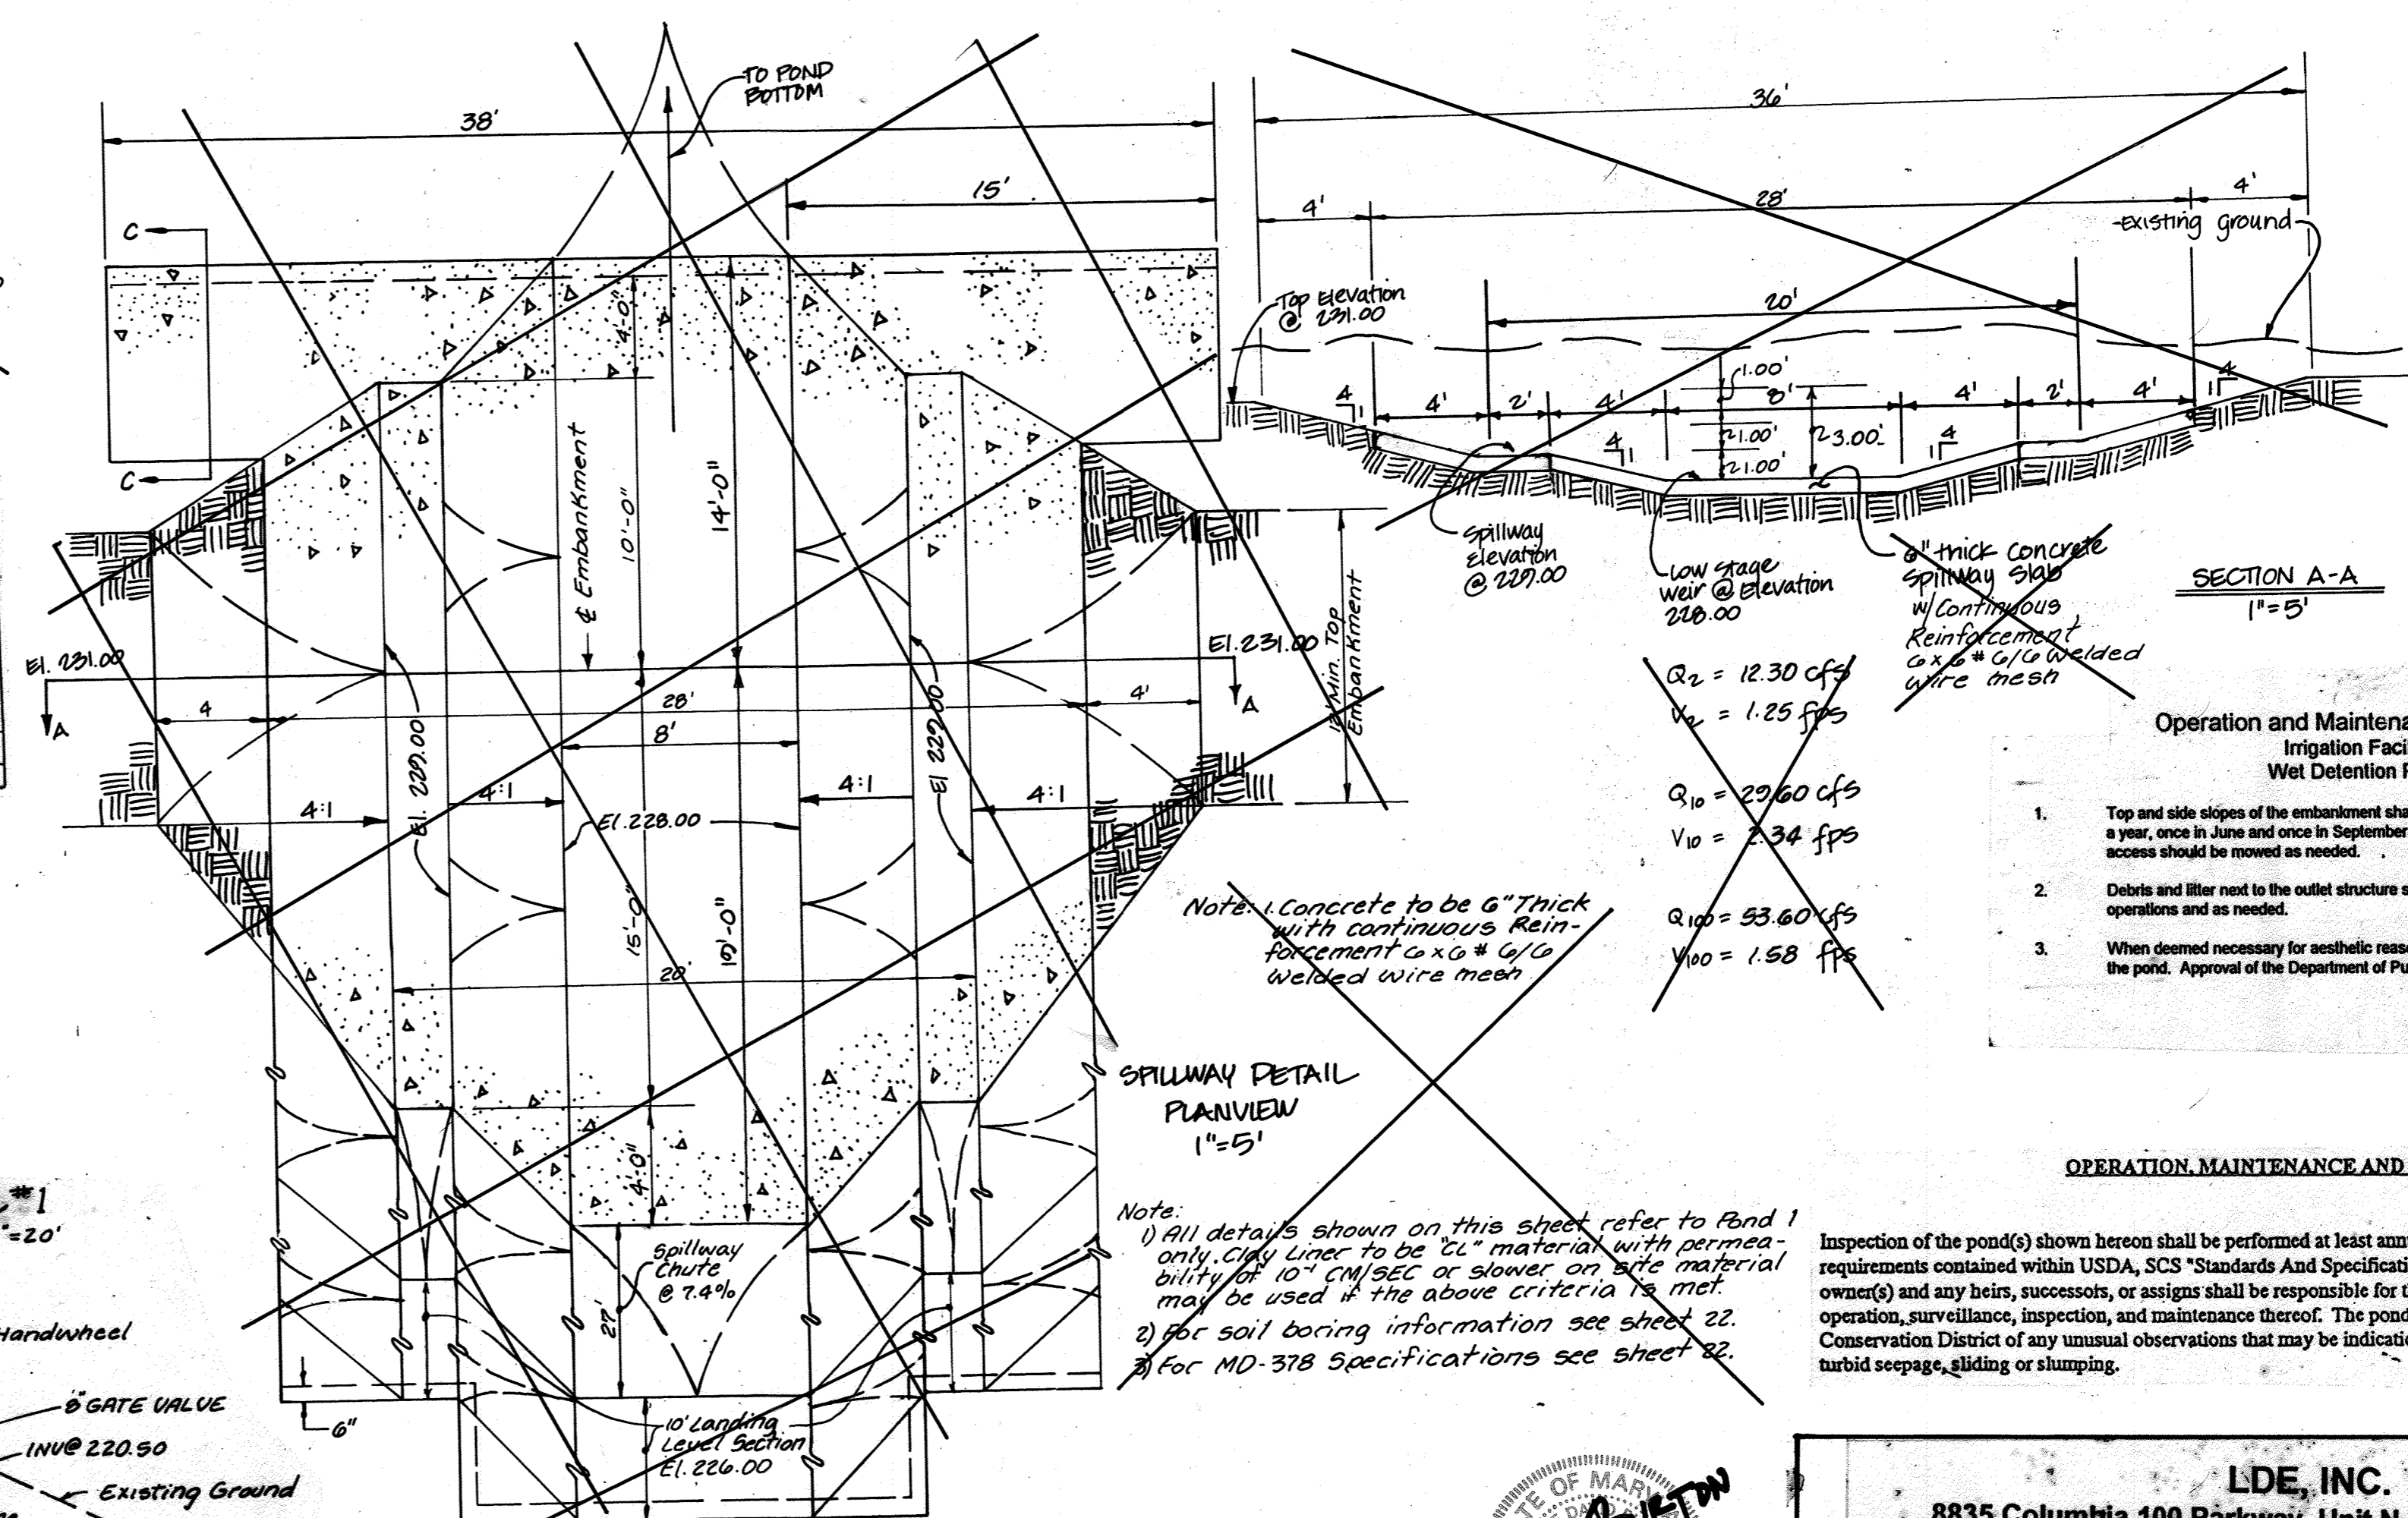 TO POND
BOTTOM
38'
15'
C
C
4'-0"
10'-0"
14'-0"
℄ Embankment
El. 231.00
El. 231.00
A
A
4
28'
4'
8'
El. 229.00
El 229.00
4:1
4:1
4:1
4:1
El. 228.00
12' Min. Top
Embankment
15'-0"
19'-0"
20'
4'-0"
Spillway
Chute
@ 7.4%
27'
6"
10' Landing
Level Section
El. 226.00
SPILLWAY DETAIL
PLANVIEW
1"=5'
36'
4'
28'
4'
Existing ground
Top Elevation
@ 231.00
20'
1.00'
4'
2'
4'
8'
4'
2'
4'
4
1
4
1
4
1
4
1
1.00'
3.00'
1.00'
Spillway
Elevation
@ 229.00
Low Stage
Weir @ Elevation
228.00
6" thick concrete
Spillway Slab
w/Continuous
Reinforcement
6x6 # 6/6 welded
wire mesh
SECTION A-A
1"=5'
Q2 = 12.30 cfs
V2 = 1.25 fps
Q10 = 29.60 cfs
V10 = 2.34 fps
Q100 = 53.60 cfs
V100 = 1.58 fps
Note: 1. Concrete to be 6" Thick
with continuous Rein-
forcement 6x6 # 6/6
Welded wire mesh
Note:
1) All details shown on this sheet refer to Pond 1
only. Clay Liner to be "CL" material with permea-
bility of 10⁻⁴ CM/SEC or slower on site material
may be used if the above criteria is met.
2) For soil boring information see sheet 22.
3) For MD-378 Specifications see sheet 22.
Operation and Maintena
Irrigation Faci
Wet Detention
1. Top and side slopes of the embankment sha
a year, once in June and once in September
access should be mowed as needed.
2. Debris and litter next to the outlet structure s
operations and as needed.
3. When deemed necessary for aesthetic reas
the pond. Approval of the Department of Pu
OPERATION, MAINTENANCE AND
Inspection of the pond(s) shown hereon shall be performed at least ann
requirements contained within USDA, SCS "Standards And Specificati
owner(s) and any heirs, successors, or assigns shall be responsible for t
operation, surveillance, inspection, and maintenance thereof. The pond
Conservation District of any unusual observations that may be indicati
turbid seepage, sliding or slumping.
#1
"=20'
Handwheel
8" GATE VALVE
INV@ 220.50
Existing Ground
LDE, INC.
8835 Columbia 100 Parkway, Unit N